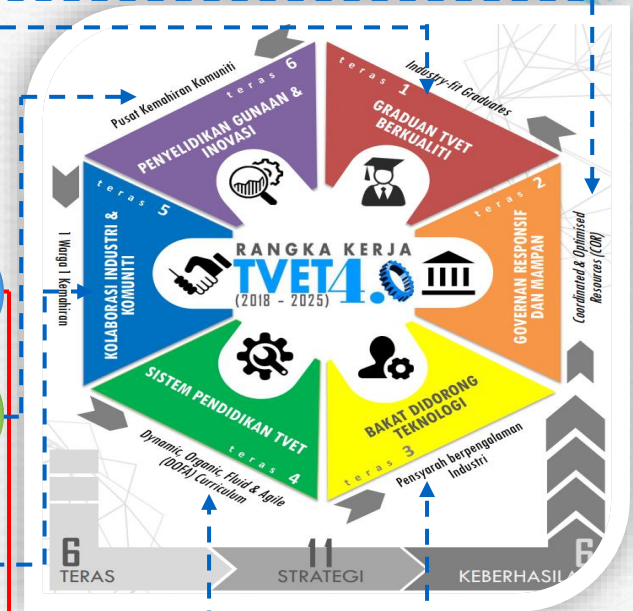 Pusat Kemahiran Komuniti
teras 6
PENYELIDIKAN GUNAAN &
INOVASI
Industry-fit Graduates
teras 1
GRADUAN TVET
BERKUALITI
teras 2
GOVERNAN RESPONSIF
DAN MAMPAN
Coordinated & Optimised
Resources (COR)
teras 5
KOLABORASI INDUSTRI &
KOMUNITI
1 Warga 1 Kemahiran
RANGKA KERJA
TVET4.0
(2018 - 2025)
SISTEM PENDIDIKAN TVET
teras 4
Dynamic, Organic, Fluid & Agile
(DOFA) Curriculum
BAKAT DIDORONG
TEKNOLOGI
teras 3
Pensyarah berpengalaman
Industri
6
TERAS
11
STRATEGI
6
KEBERHASILA